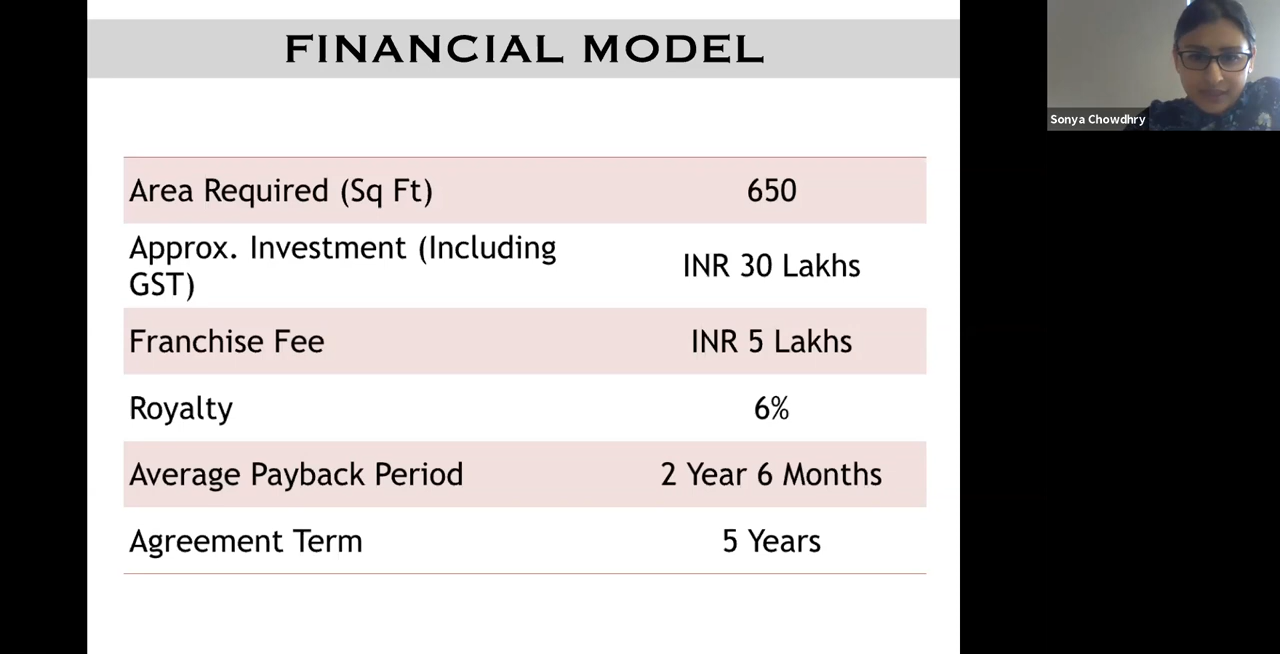 FINANCIAL MODEL
Sonya Chowdhry
Area Required (Sq Ft) 650
Approx. Investment (Including
GST) INR 30 Lakhs
Franchise Fee INR 5 Lakhs
Royalty 6%
Average Payback Period 2 Year 6 Months
Agreement Term 5 Years